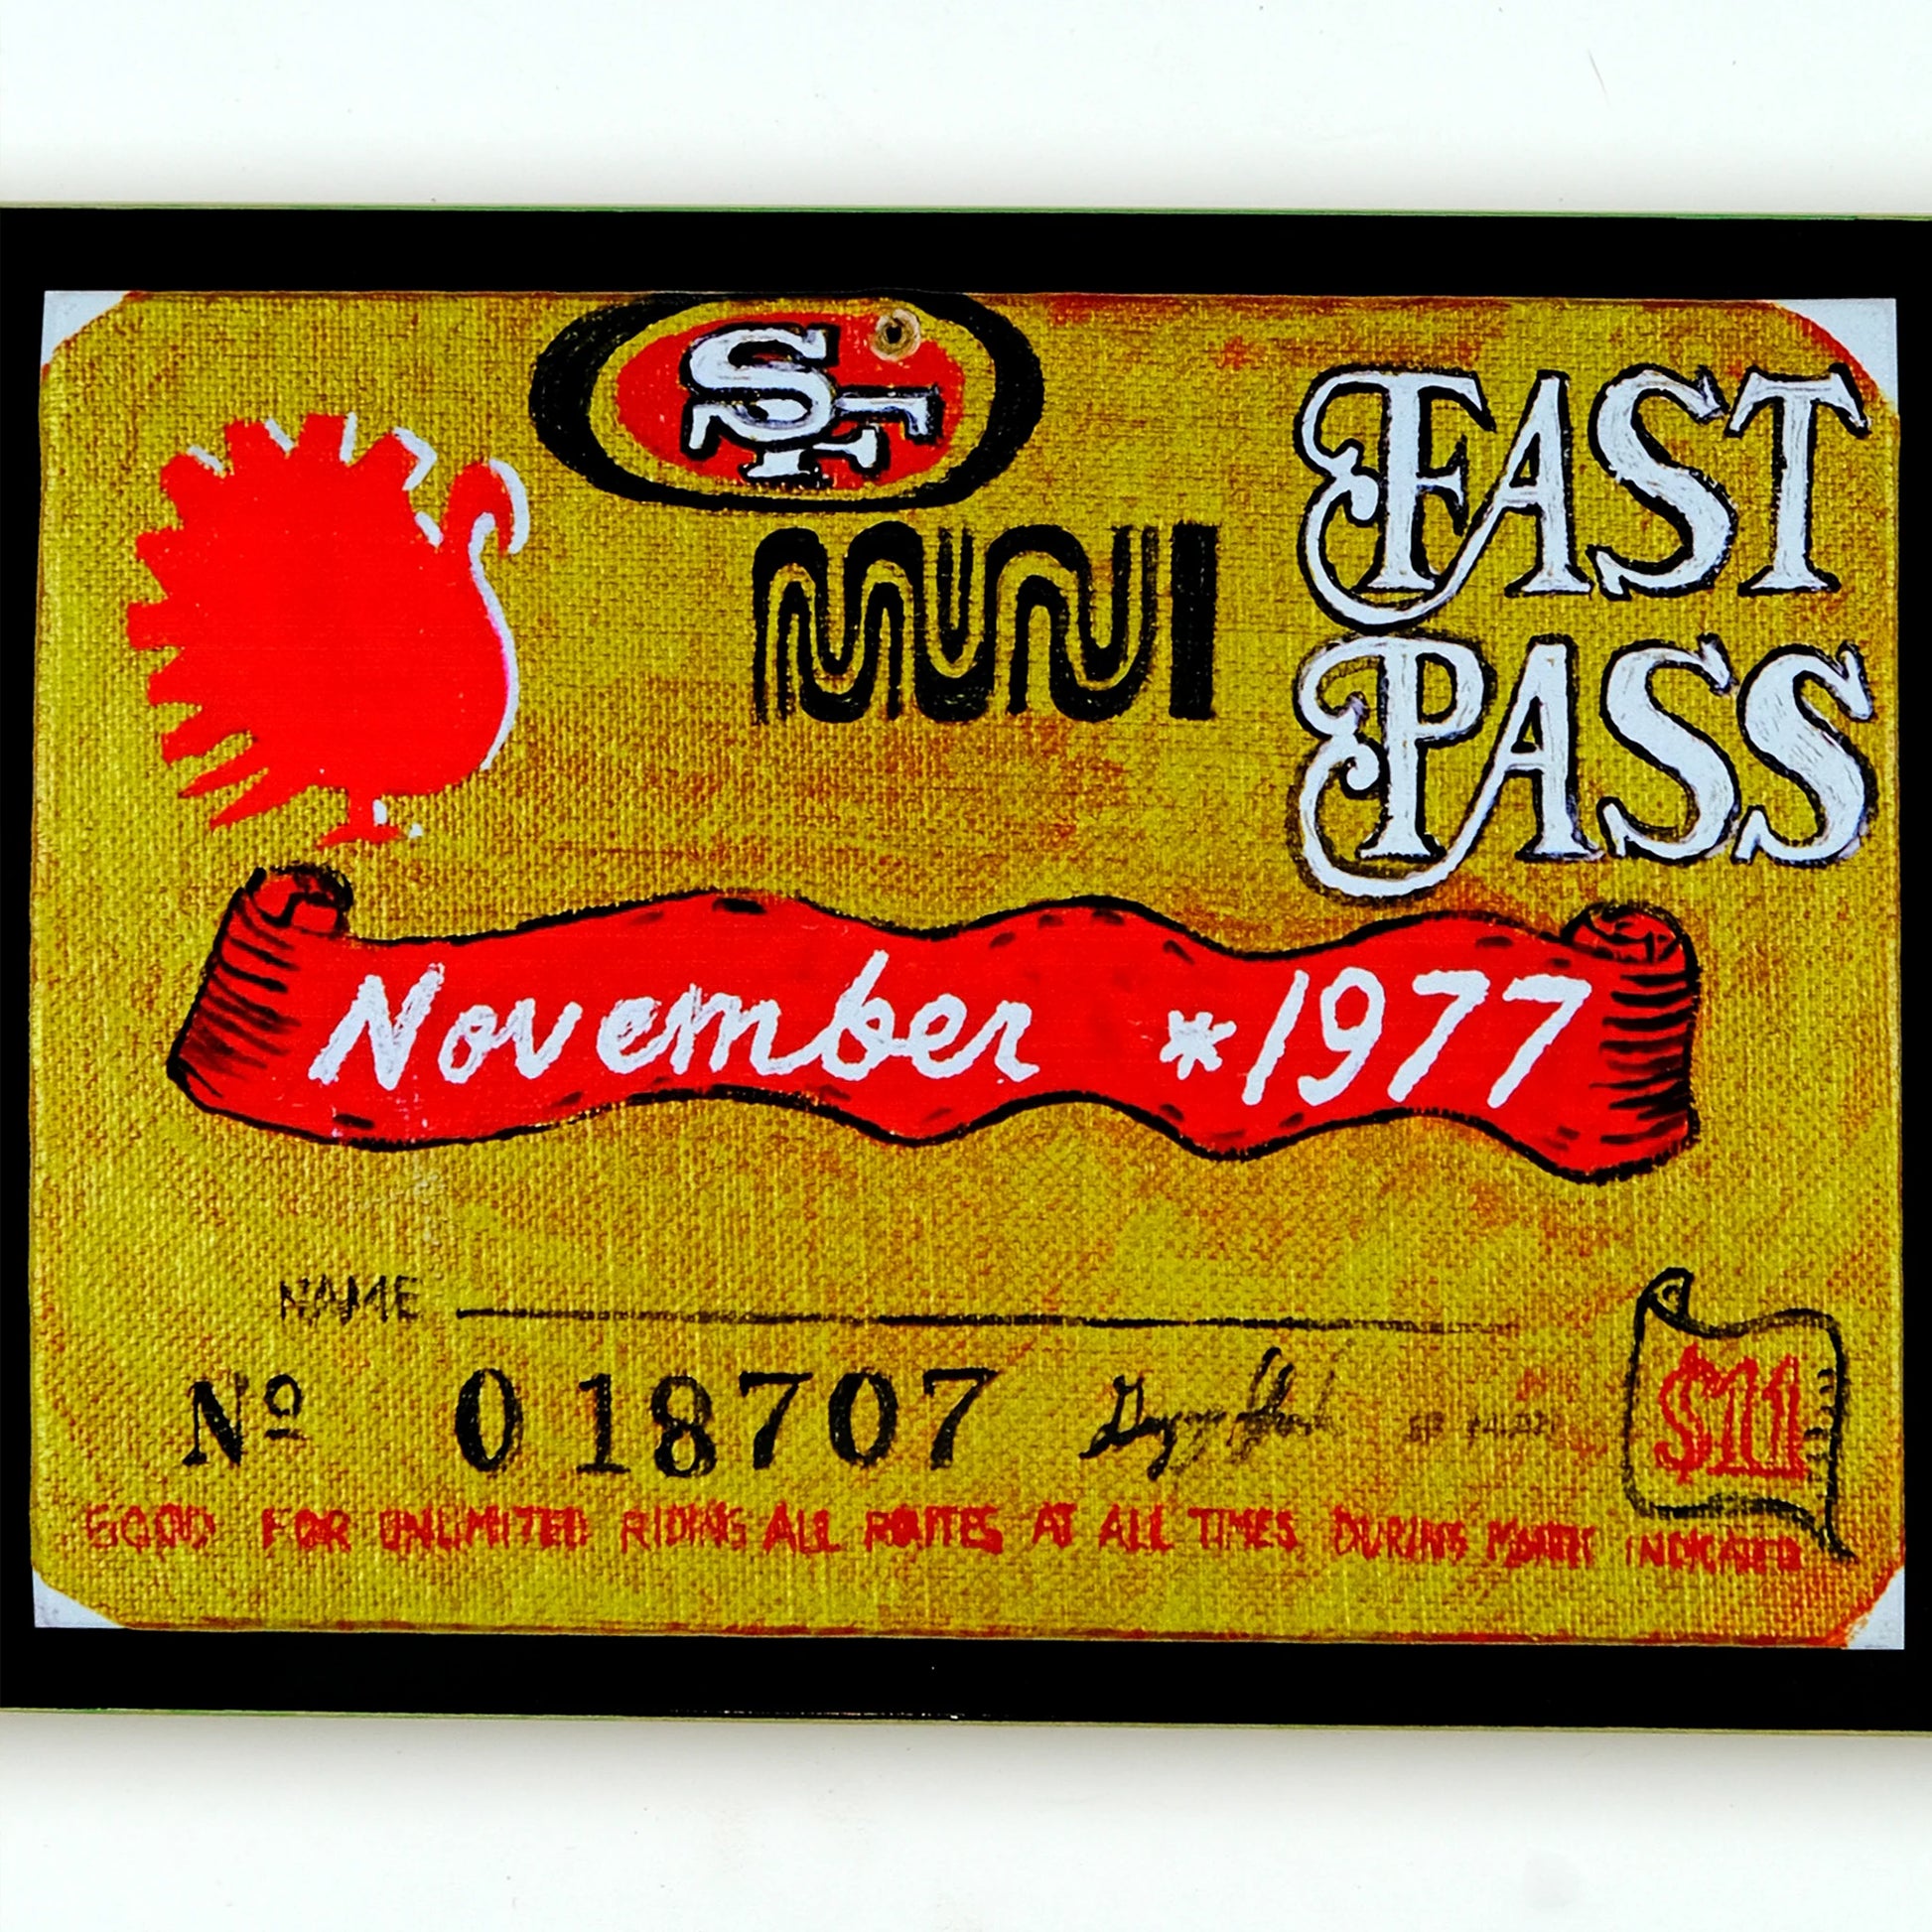 SF
muni
FAST
PASS
November *1977
NAME
Nº 018707
$11
GOOD FOR UNLIMITED RIDING ALL ROUTES AT ALL TIMES DURING MONTH INDICATED